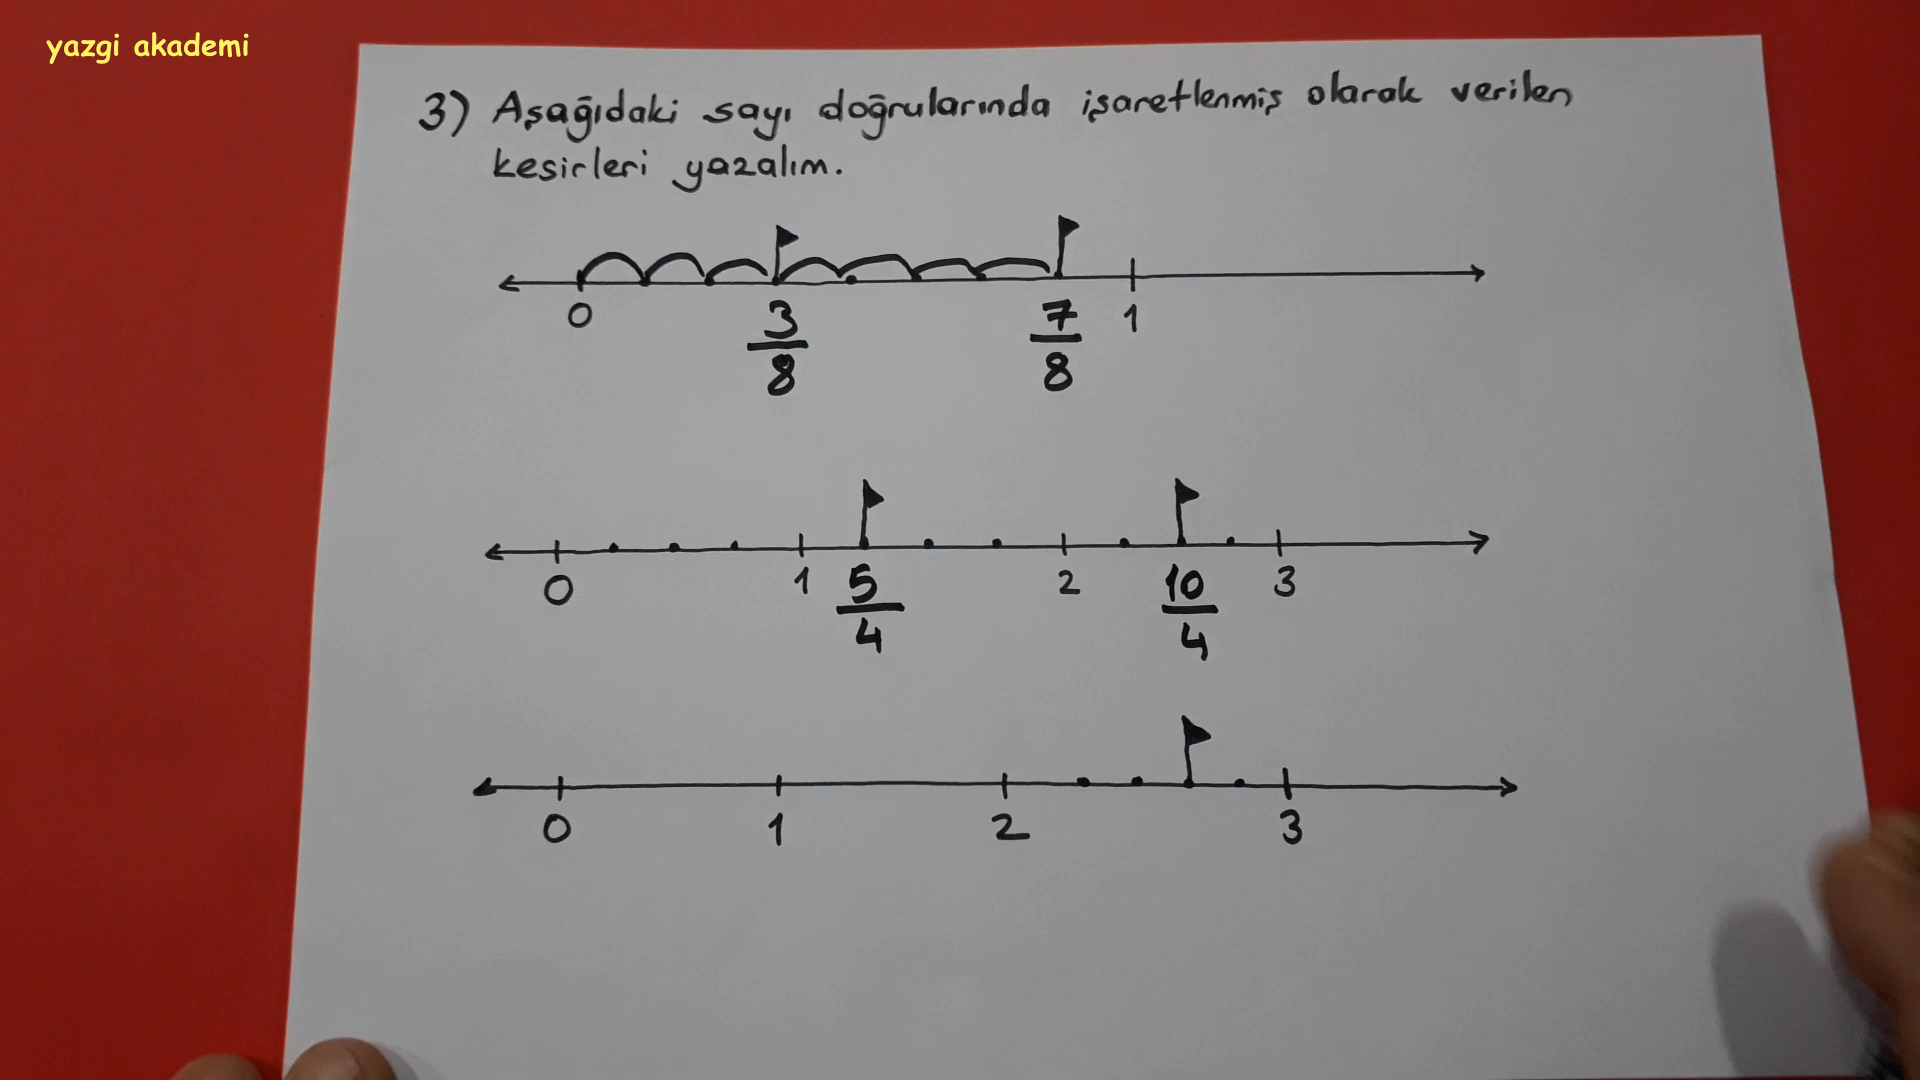 yazgi akademi
3) Aşağıdaki sayı doğrularında işaretlenmiş olarak verilen
kesirleri yazalım.
0 3/8 7/8 1
0 1 5/4 2 10/4 3
0 1 2 3